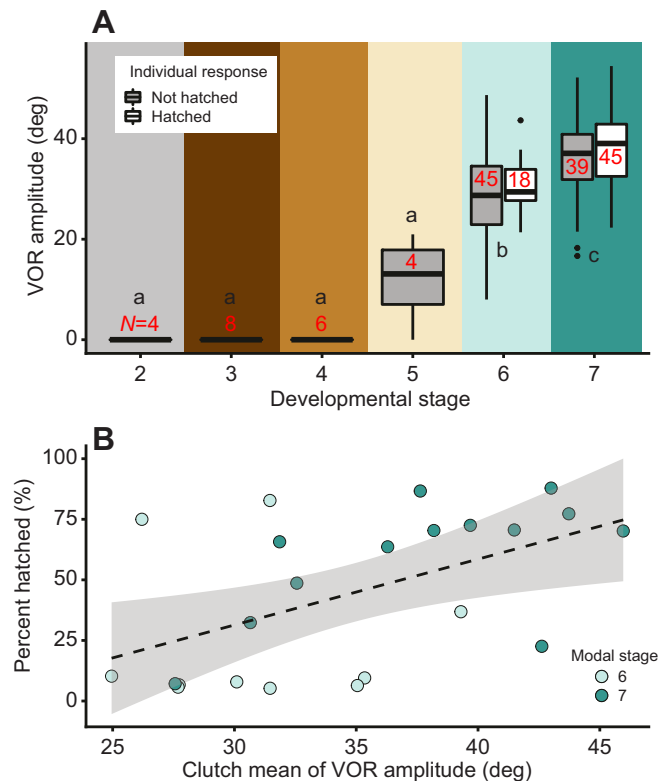 A
VOR amplitude (deg)
40
20
0
Individual response
Not hatched
Hatched
a a a a b c
N=4 8 6 4 45 18 39 45
2 3 4 5 6 7
Developmental stage
B
Percent hatched (%)
100
75
50
25
0
Modal stage
6
7
25 30 35 40 45
Clutch mean of VOR amplitude (deg)